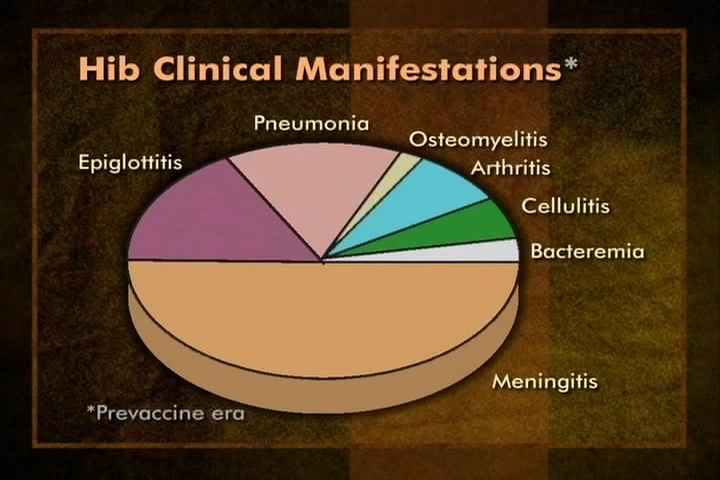 Hib Clinical Manifestations*
Pneumonia
Osteomyelitis
Epiglottitis
Arthritis
Cellulitis
Bacteremia
Meningitis
*Prevaccine era